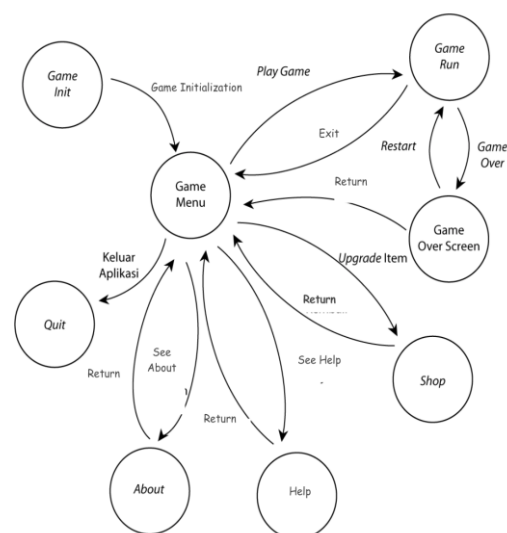 Game
Init
Game Initialization
Play Game
Game
Run
Exit
Restart
Game
Over
Game
Menu
Return
Game
Over Screen
Keluar
Aplikasi
Upgrade Item
Quit
See
About
Return
Return
Return
See Help
Shop
About
Help